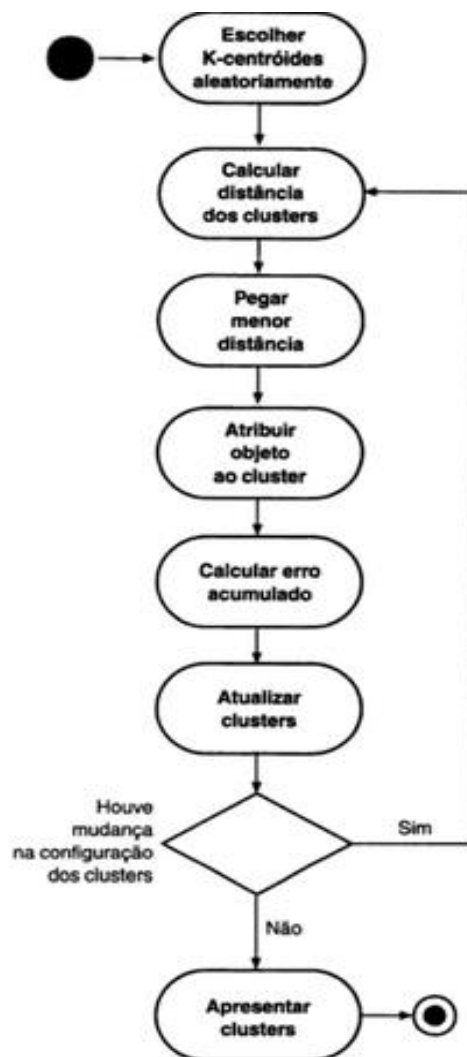 Escolher
K-centróides
aleatoriamente
Calcular
distância
dos clusters
Pegar
menor
distância
Atribuir
objeto
ao cluster
Calcular erro
acumulado
Atualizar
clusters
Houve
mudança
na configuração
dos clusters
Sim
Não
Apresentar
clusters